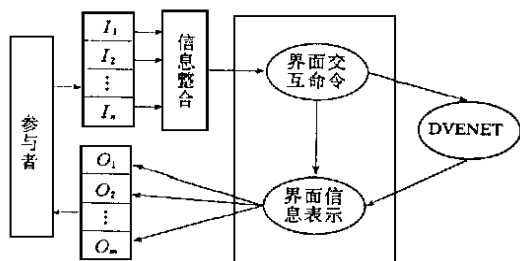 参与者
I₁
I₂
⋮
Iₙ
信息整合
界面交
互命令
DVENET
界面信
息表示
O₁
O₂
⋮
Oₘ